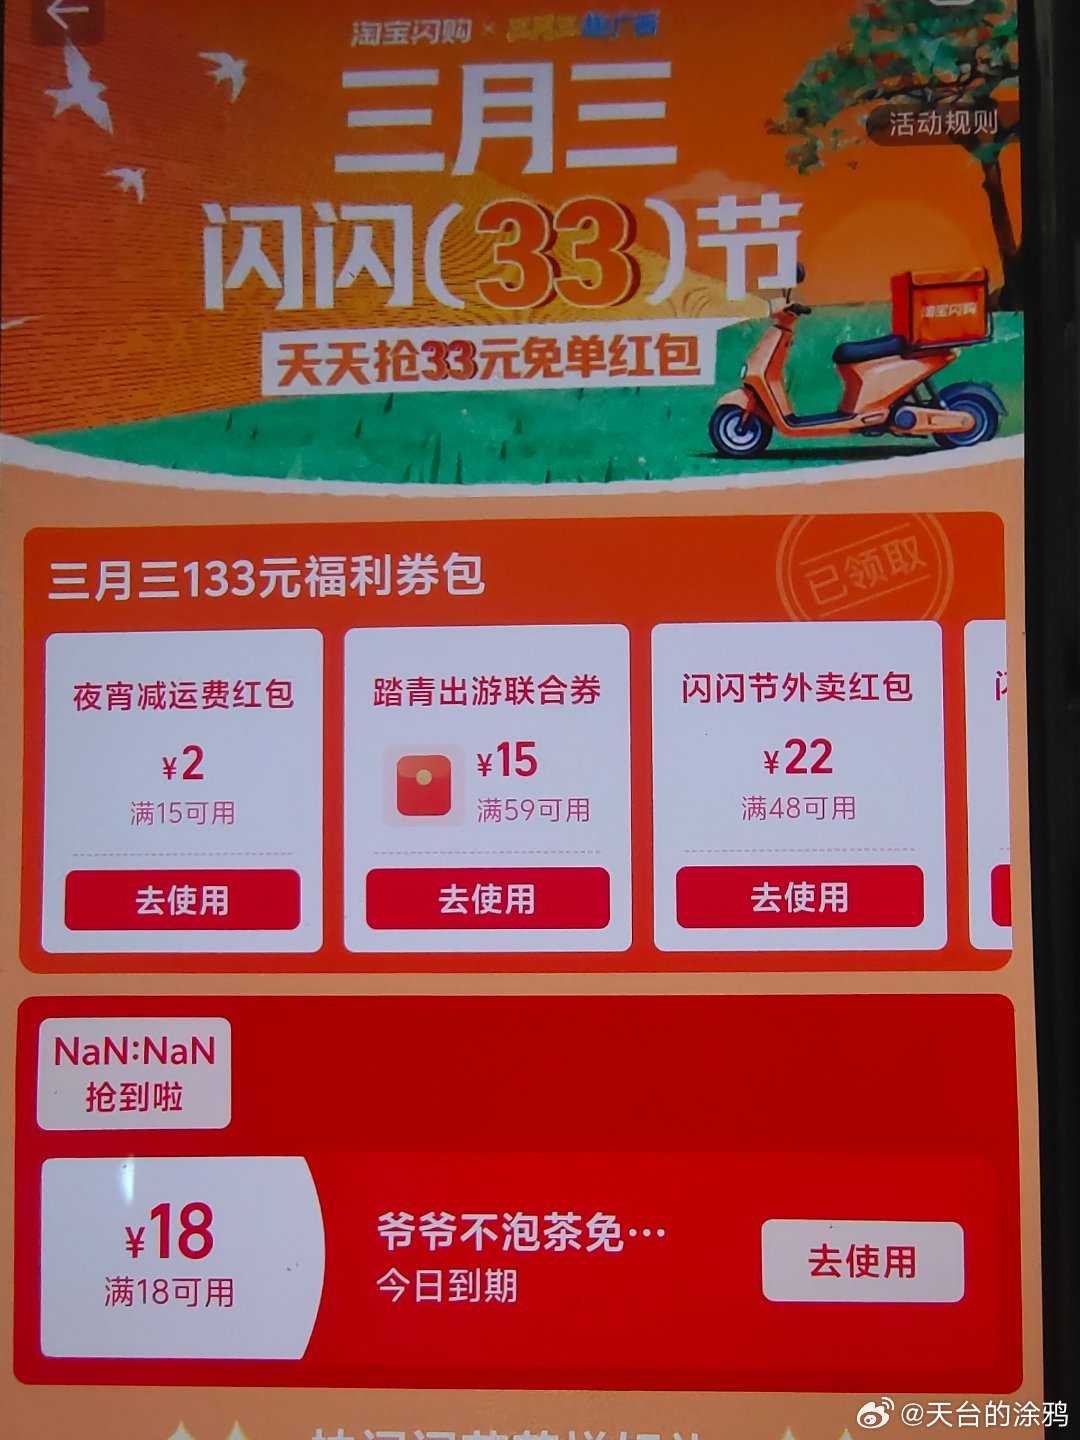 淘宝闪购 ×
三月三
活动规则
闪闪(33)节
淘宝闪购
天天抢33元免单红包
三月三133元福利券包
已领取
夜宵减运费红包
¥2
满15可用
去使用
踏青出游联合券
¥15
满59可用
去使用
闪闪节外卖红包
¥22
满48可用
去使用
NaN:NaN
抢到啦
¥18
满18可用
爷爷不泡茶免…
今日到期
去使用
@天台的涂鸦